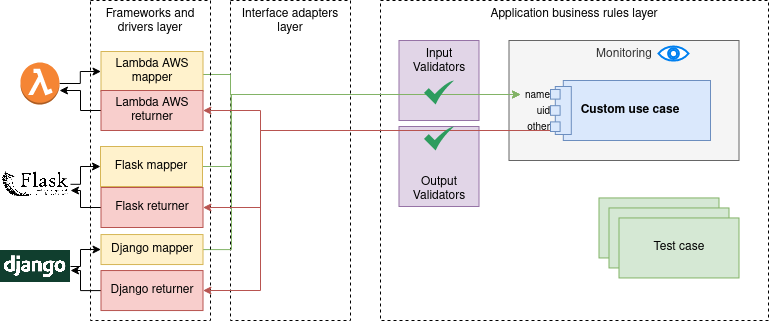 Frameworks and
drivers layer
Interface adapters
layer
Application business rules layer
Lambda AWS
mapper
Lambda AWS
returner
Flask mapper
Flask returner
Django mapper
Django returner
λ
Flask
django
Input
Validators
Output
Validators
Monitoring
name
uid
other
Custom use case
Test case